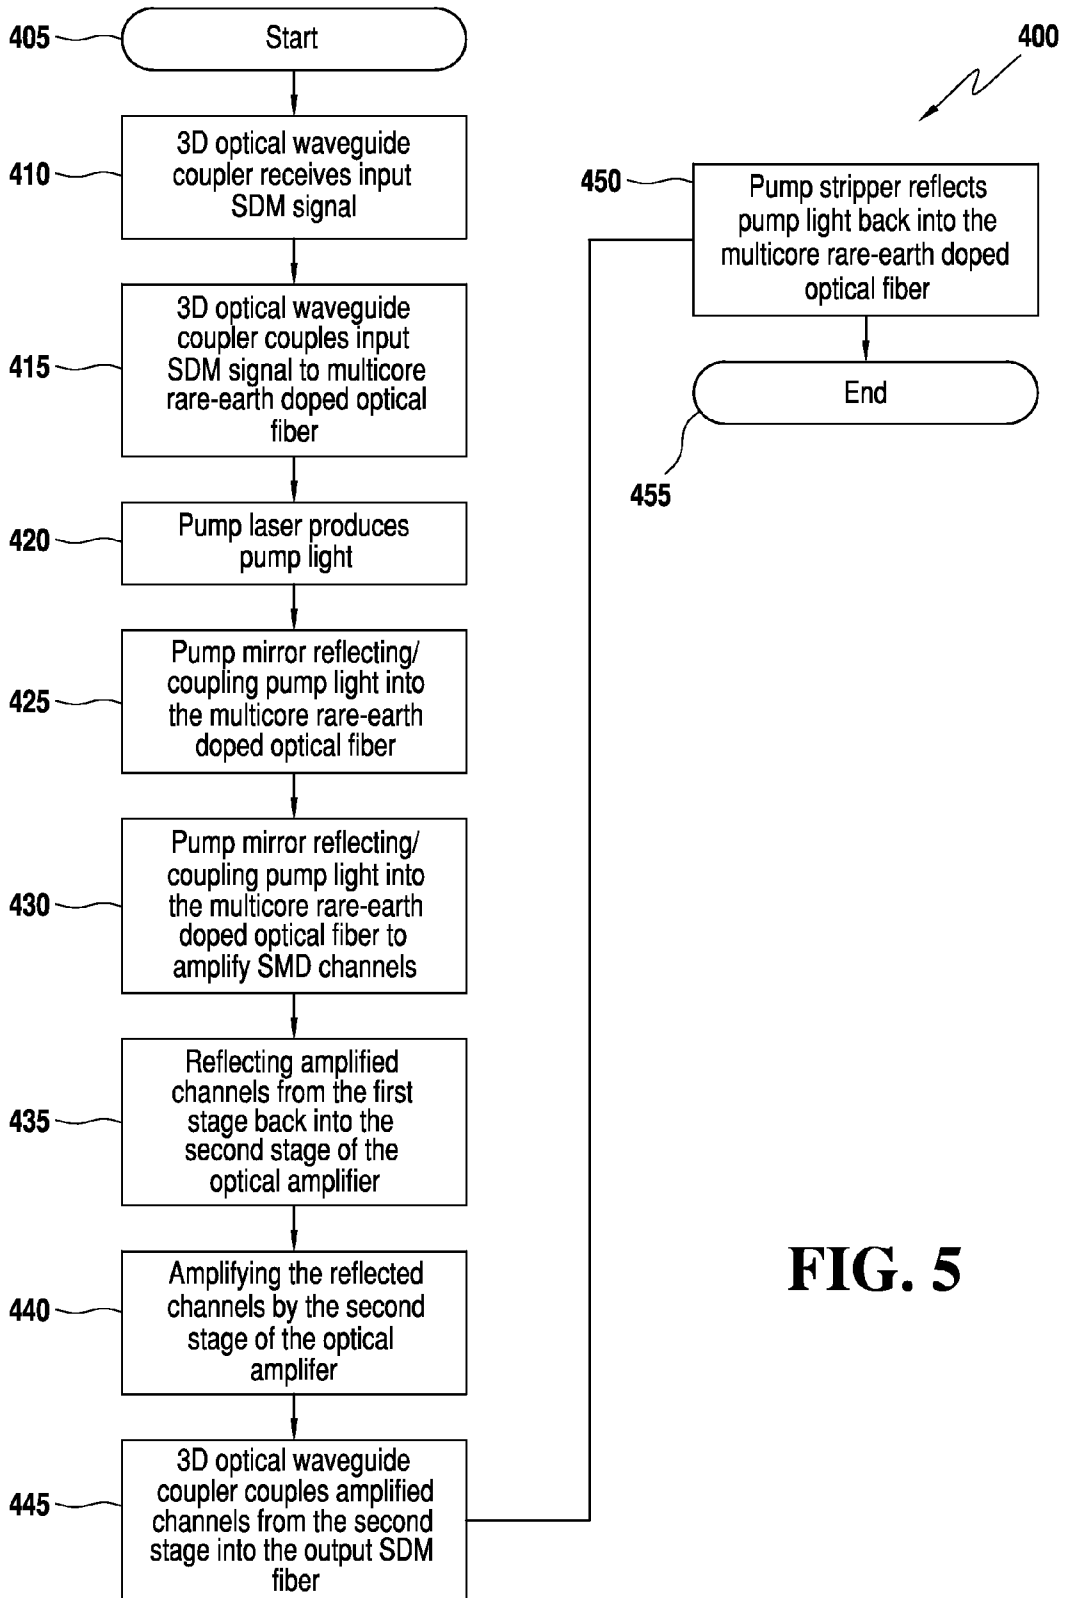 405
Start
410
3D optical waveguide
coupler receives input
SDM signal
415
3D optical waveguide
coupler couples input
SDM signal to multicore
rare-earth doped optical
fiber
420
Pump laser produces
pump light
425
Pump mirror reflecting/
coupling pump light into
the multicore rare-earth
doped optical fiber
430
Pump mirror reflecting/
coupling pump light into
the multicore rare-earth
doped optical fiber to
amplify SMD channels
435
Reflecting amplified
channels from the first
stage back into the
second stage of the
optical amplifier
440
Amplifying the reflected
channels by the second
stage of the optical
amplifer
445
3D optical waveguide
coupler couples amplified
channels from the second
stage into the output SDM
fiber
400
450
Pump stripper reflects
pump light back into the
multicore rare-earth doped
optical fiber
End
455
FIG. 5